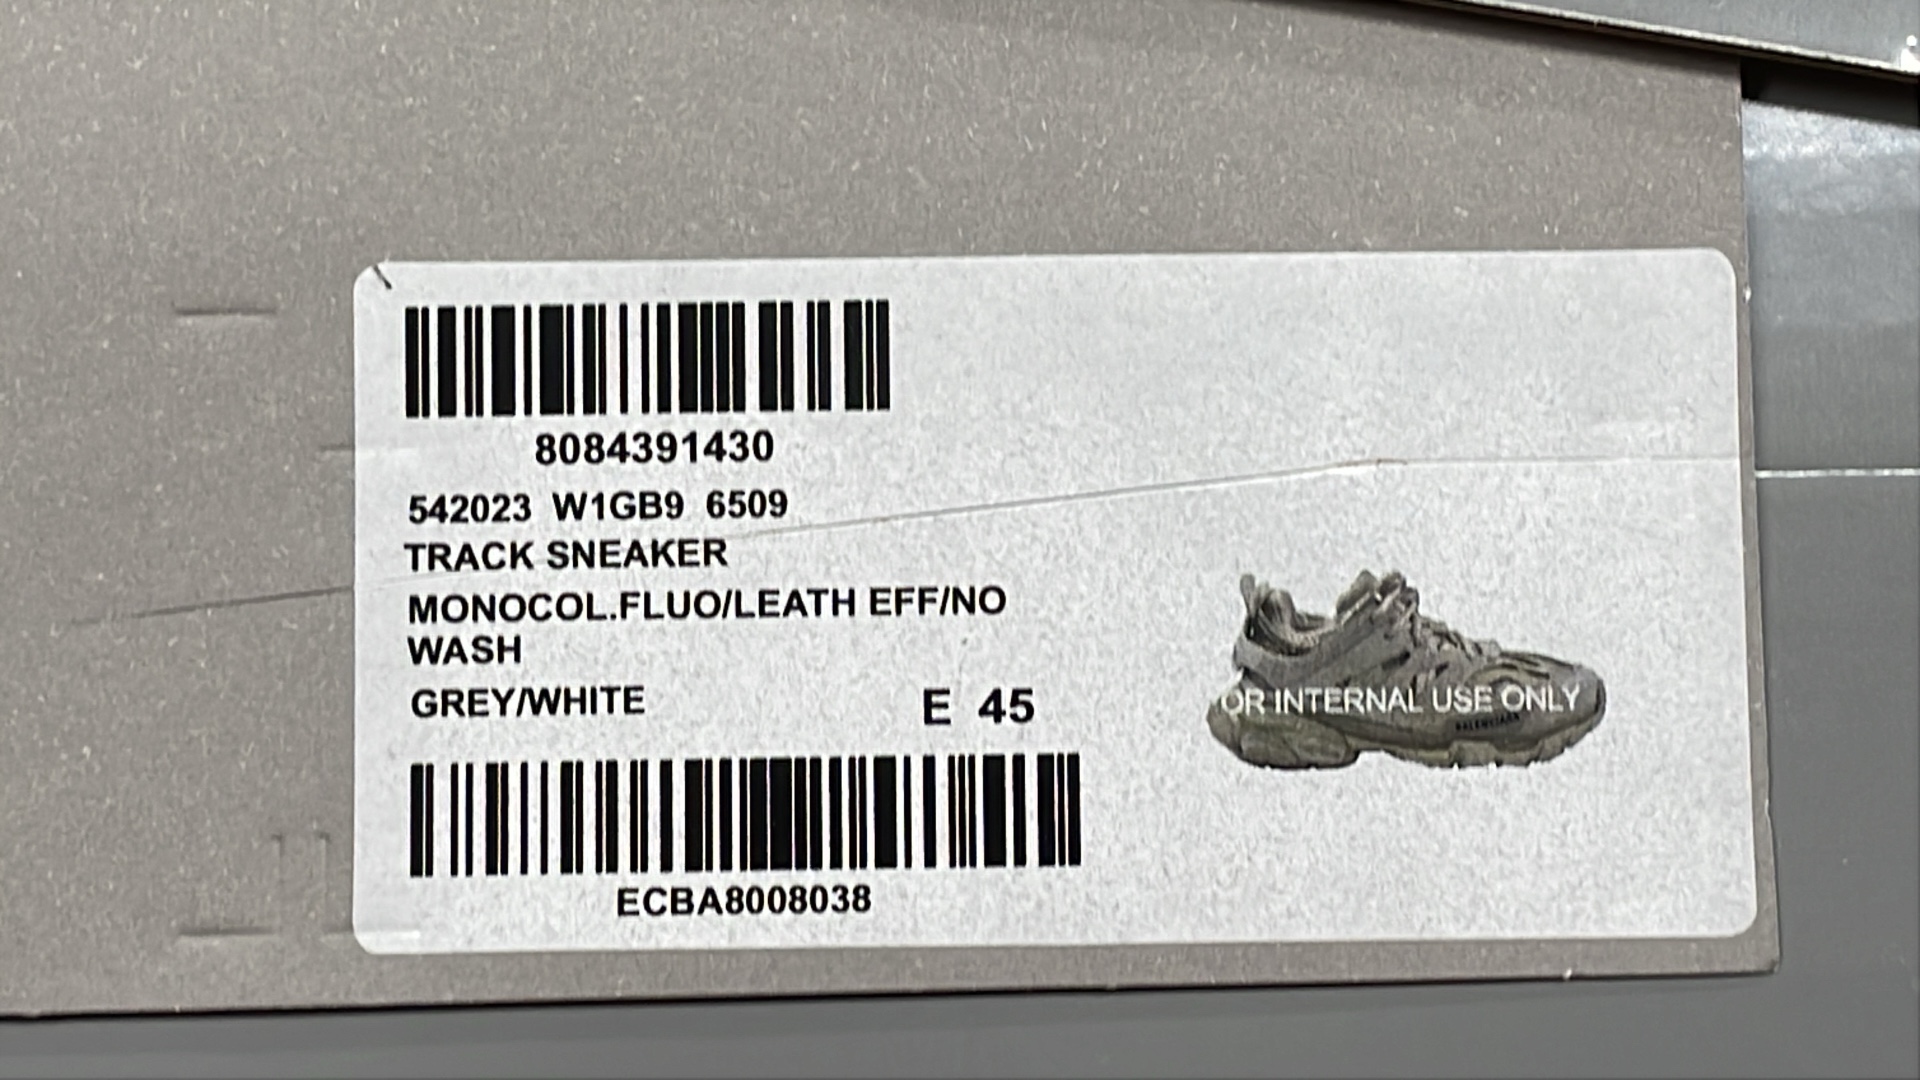 8084391430
542023 W1GB9 6509
TRACK SNEAKER
MONOCOL.FLUO/LEATH EFF/NO
WASH
GREY/WHITE E 45
OR INTERNAL USE ONLY
BALENCIAGA
ECBA8008038